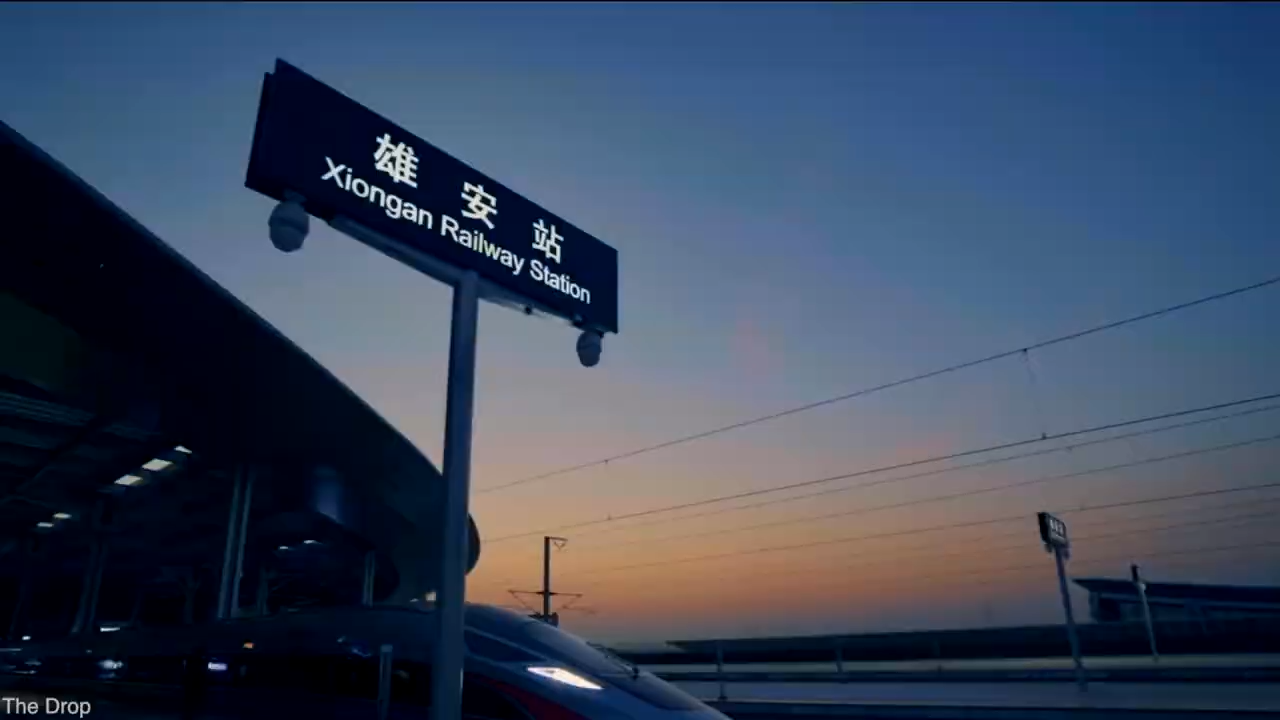 雄安站
Xiongan Railway Station
The Drop